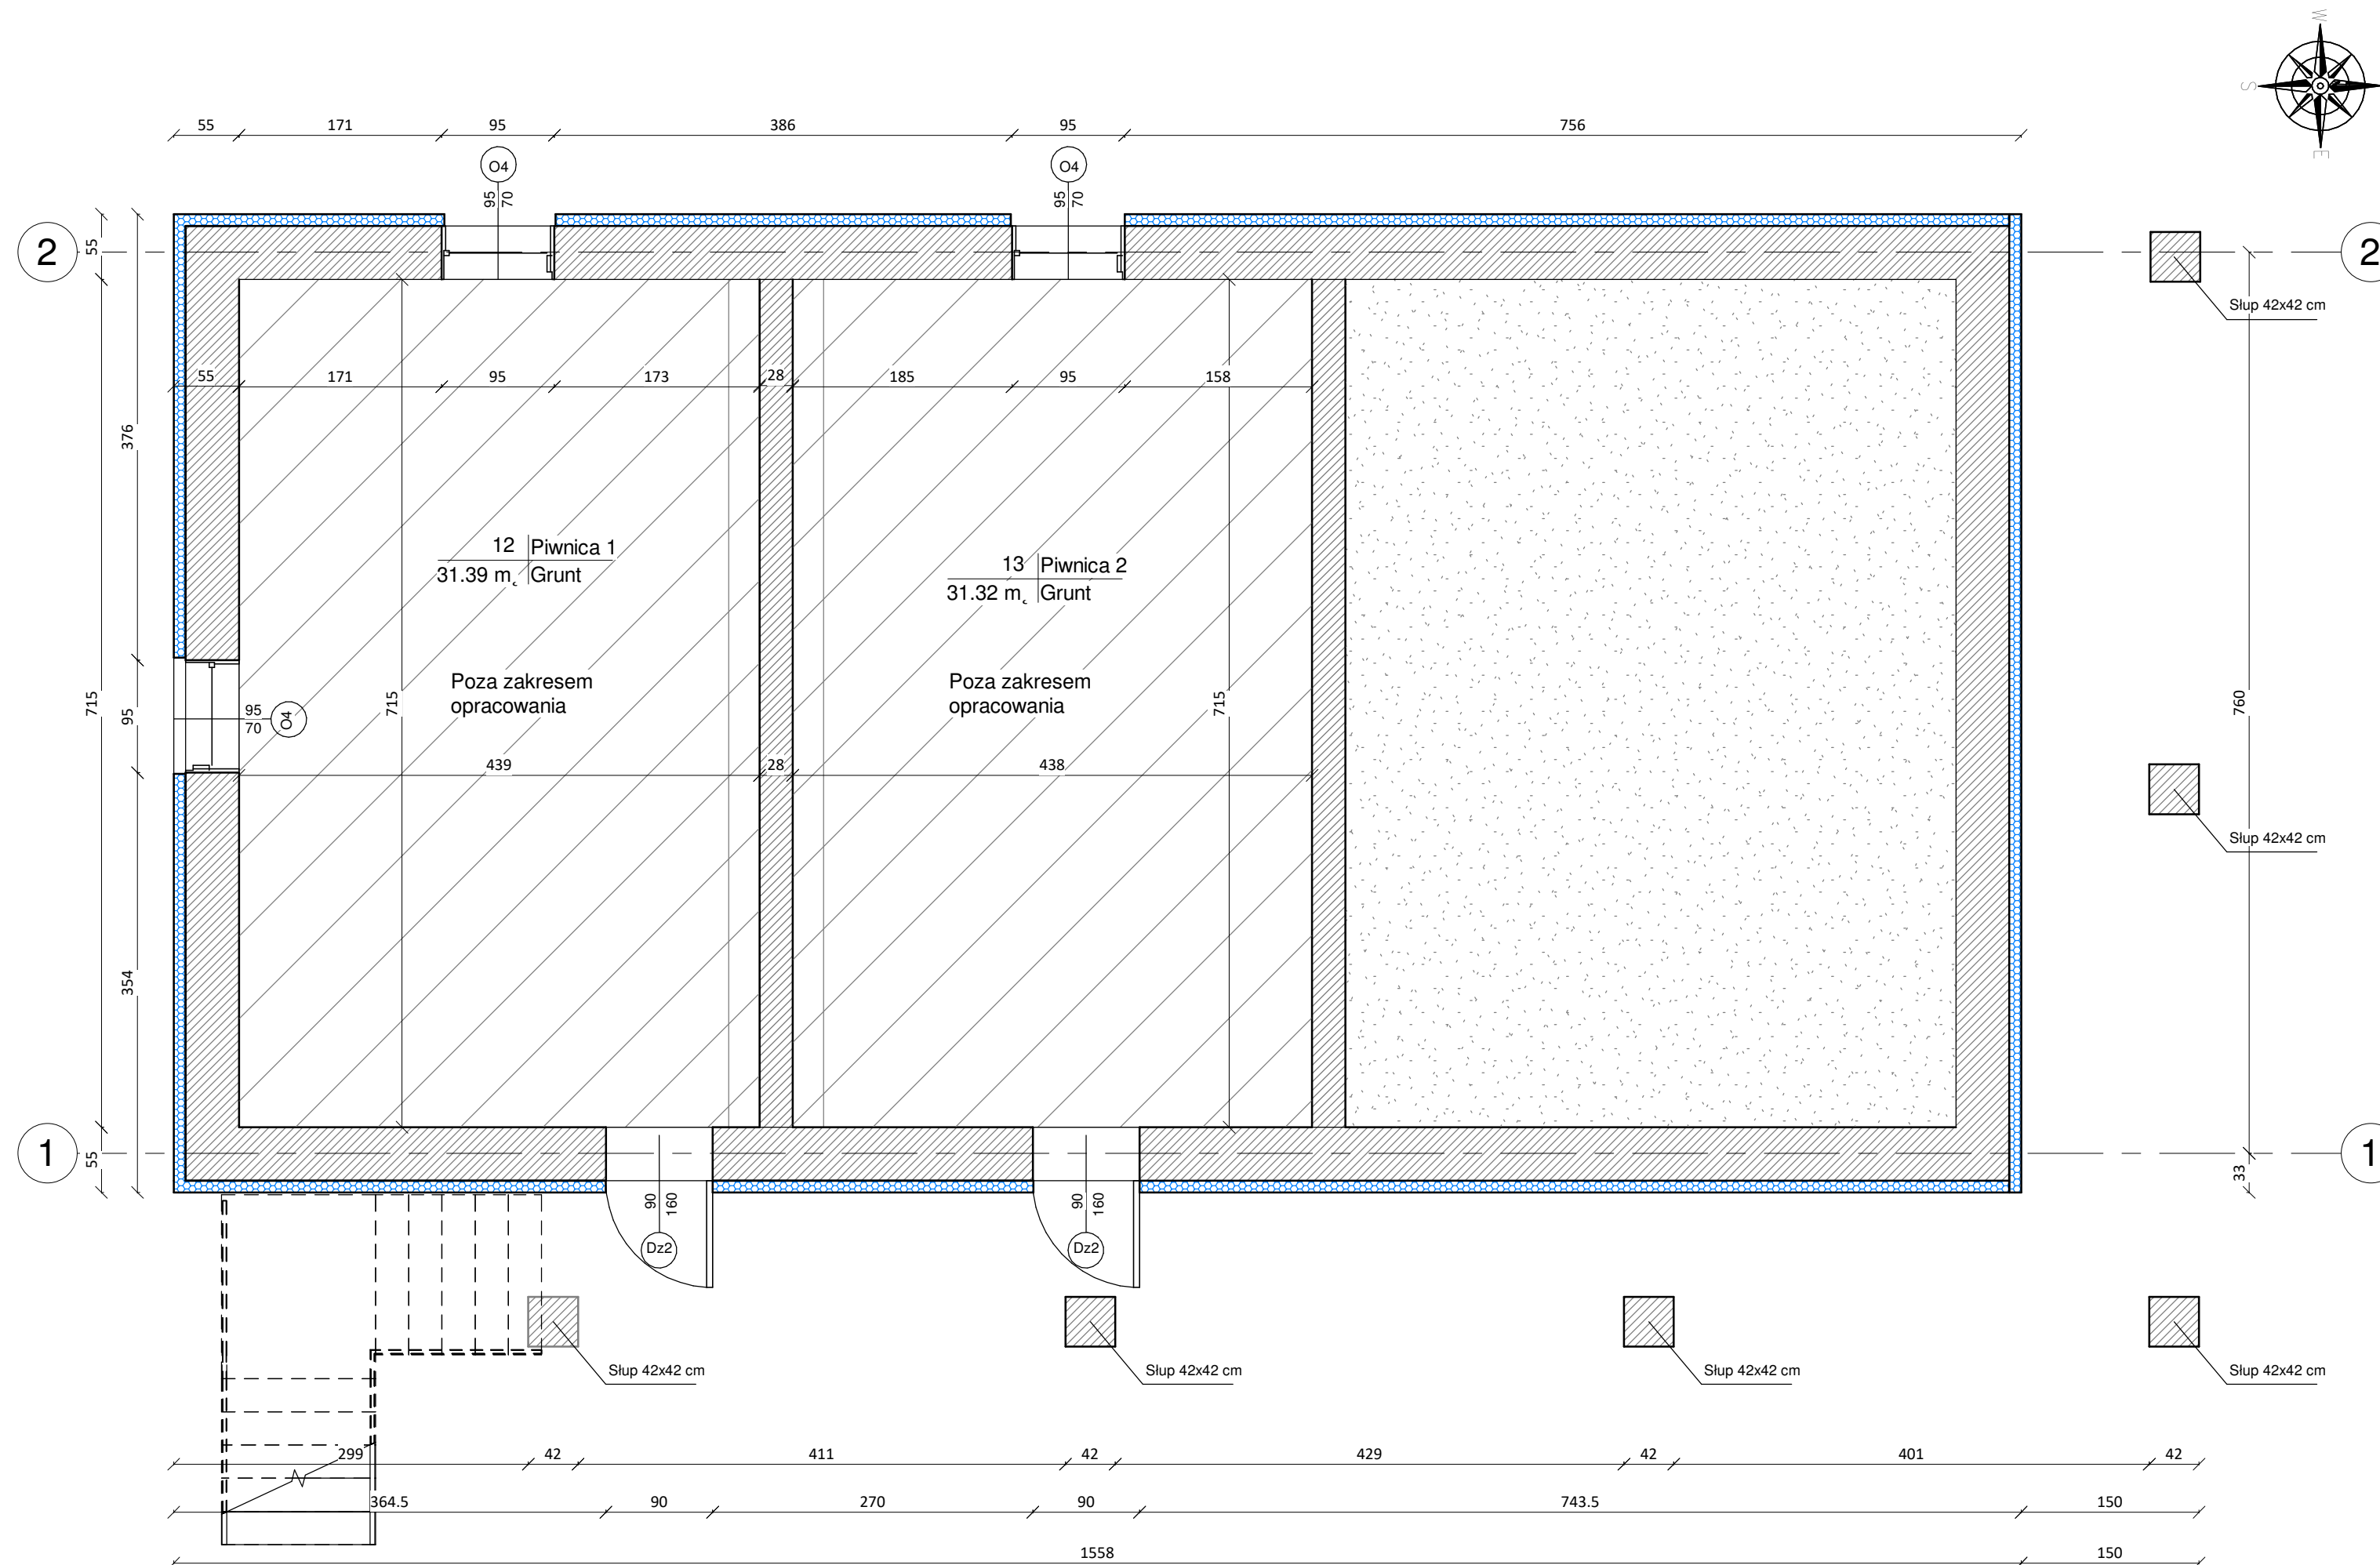 W
S
E
55 171 95 386 95 756
O4 O4
95 70 95 70
2 2
55
Słup 42x42 cm
55 171 95 173 28 185 95 158
376
12 Piwnica 1
31.39 m Grunt
13 Piwnica 2
31.32 m Grunt
Poza zakresem
opracowania
Poza zakresem
opracowania
715 95 715 715 760
95
70
O4
439 28 438
Słup 42x42 cm
354
1 1
55 33
90 160 90 160
Dz2 Dz2
Słup 42x42 cm Słup 42x42 cm Słup 42x42 cm Słup 42x42 cm
299 42 411 42 429 42 401 42
364.5 90 270 90 743.5 150
1558 150